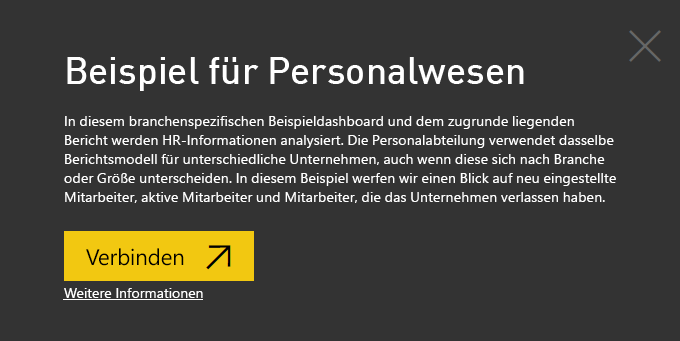 Beispiel für Personalwesen
In diesem branchenspezifischen Beispieldashboard und dem zugrunde liegenden
Bericht werden HR-Informationen analysiert. Die Personalabteilung verwendet dasselbe
Berichtsmodell für unterschiedliche Unternehmen, auch wenn diese sich nach Branche
oder Größe unterscheiden. In diesem Beispiel werfen wir einen Blick auf neu eingestellte
Mitarbeiter, aktive Mitarbeiter und Mitarbeiter, die das Unternehmen verlassen haben.
Verbinden
Weitere Informationen